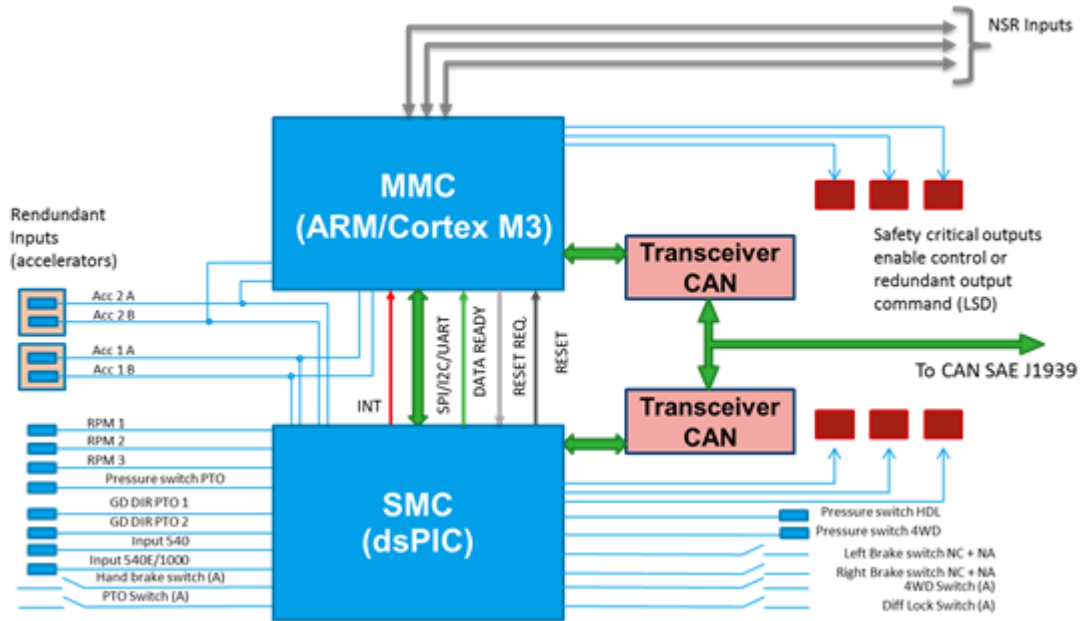 NSR Inputs
MMC
(ARM/Cortex M3)
Rendundant
Inputs
(accelerators)
Transceiver
CAN
Safety critical outputs
enable control or
redundant output
command (LSD)
Acc 2 A
Acc 2 B
Acc 1 A
Acc 1 B
INT
SPI/I2C/UART
DATA READY
RESET REQ.
RESET
To CAN SAE J1939
Transceiver
CAN
RPM 1
RPM 2
RPM 3
Pressure switch PTO
GD DIR PTO 1
GD DIR PTO 2
Input 540
Input 540E/1000
Hand brake switch (A)
PTO Switch (A)
SMC
(dsPIC)
Pressure switch HDL
Pressure switch 4WD
Left Brake switch NC + NA
Right Brake switch NC + NA
4WD Switch (A)
Diff Lock Switch (A)